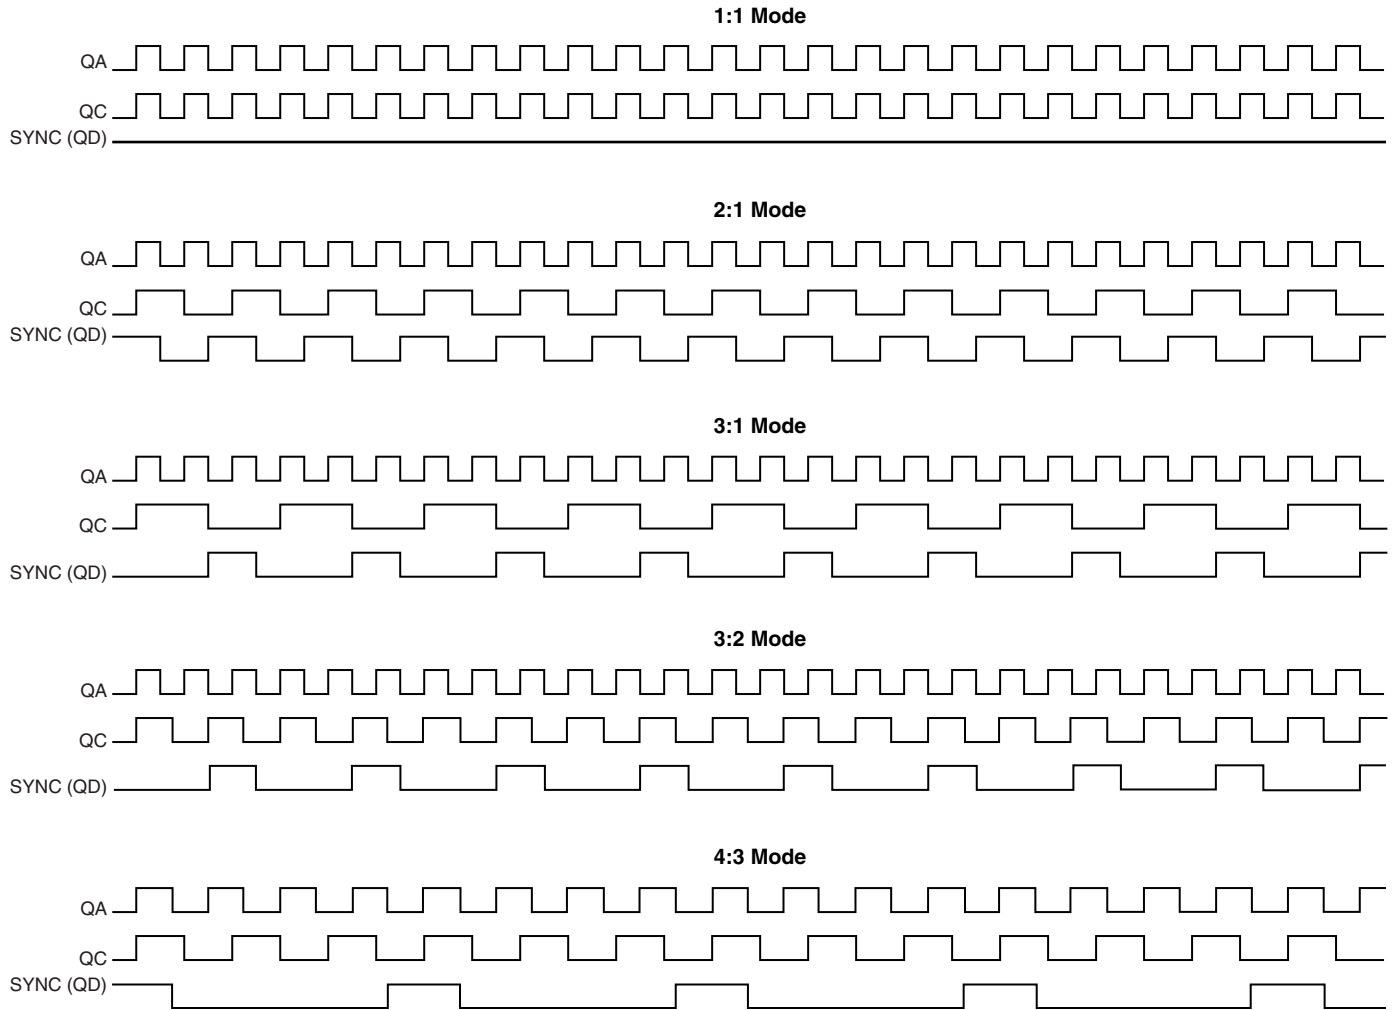 1:1 Mode
QA
QC
SYNC (QD)
2:1 Mode
QA
QC
SYNC (QD)
3:1 Mode
QA
QC
SYNC (QD)
3:2 Mode
QA
QC
SYNC (QD)
4:3 Mode
QA
QC
SYNC (QD)